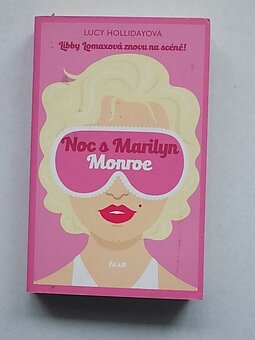 LUCY HOLLIDAYOVÁ
Libby Lomaxová znovu na scéně!
Noc s Marilyn
Monroe
IKAR